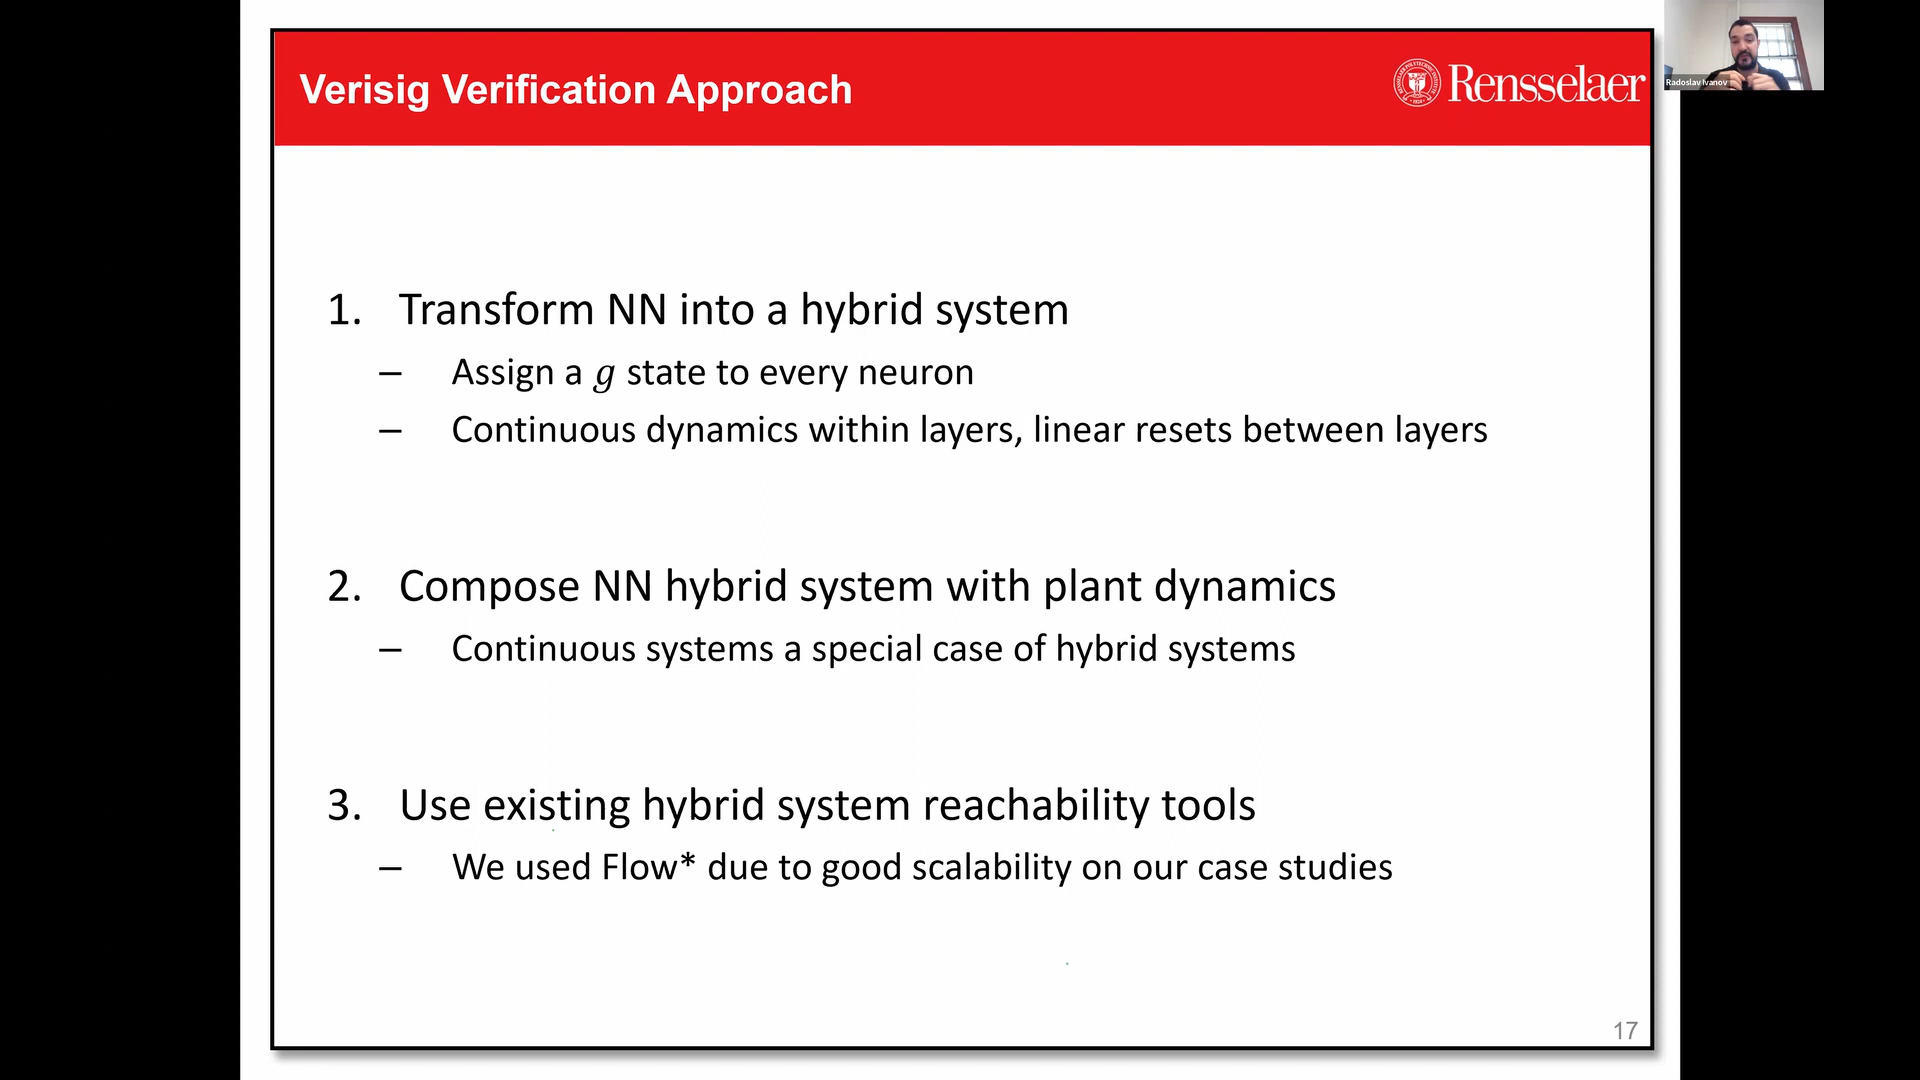 Verisig Verification Approach
Rensselaer
Radoslav Ivanov
1. Transform NN into a hybrid system
– Assign a g state to every neuron
– Continuous dynamics within layers, linear resets between layers
2. Compose NN hybrid system with plant dynamics
– Continuous systems a special case of hybrid systems
3. Use existing hybrid system reachability tools
– We used Flow* due to good scalability on our case studies
17